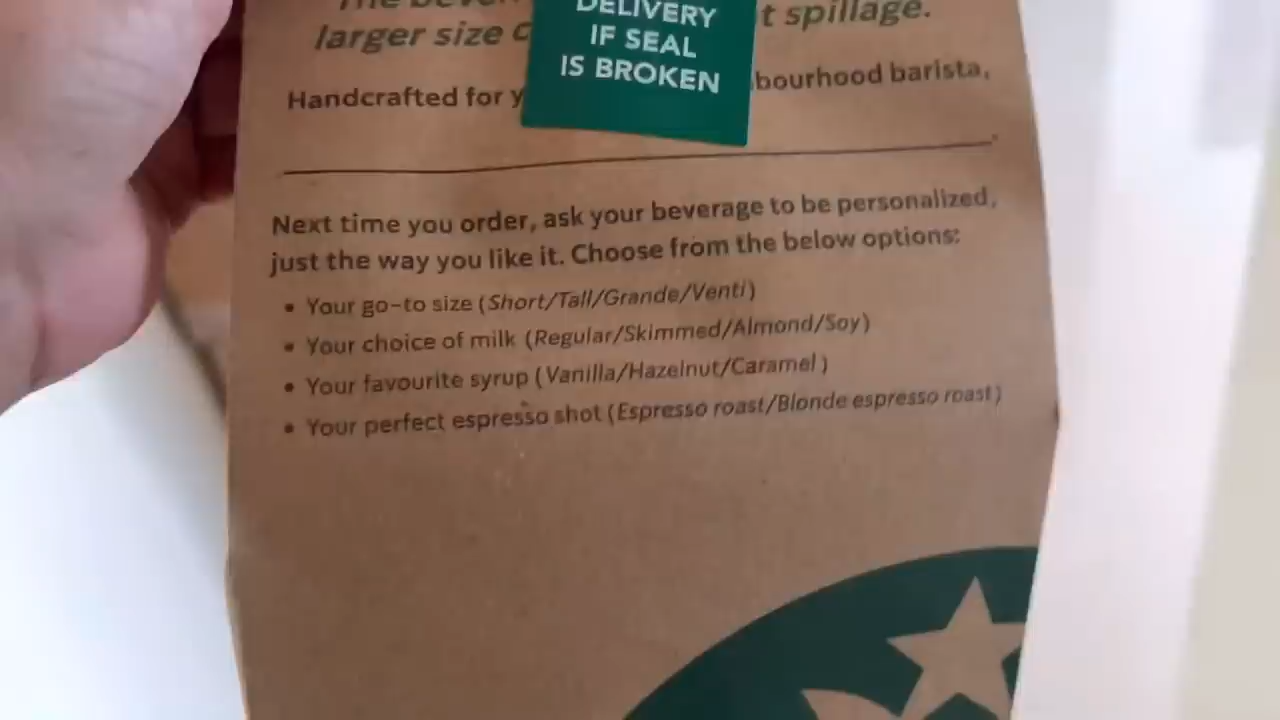 larger size
t spillage.
DELIVERY
IF SEAL
IS BROKEN
Handcrafted for y
bourhood barista,
Next time you order, ask your beverage to be personalized,
just the way you like it. Choose from the below options:
• Your go-to size (Short/Tall/Grande/Venti)
• Your choice of milk (Regular/Skimmed/Almond/Soy)
• Your favourite syrup (Vanilla/Hazelnut/Caramel )
• Your perfect espresso shot (Espresso roast/Blonde espresso roast)